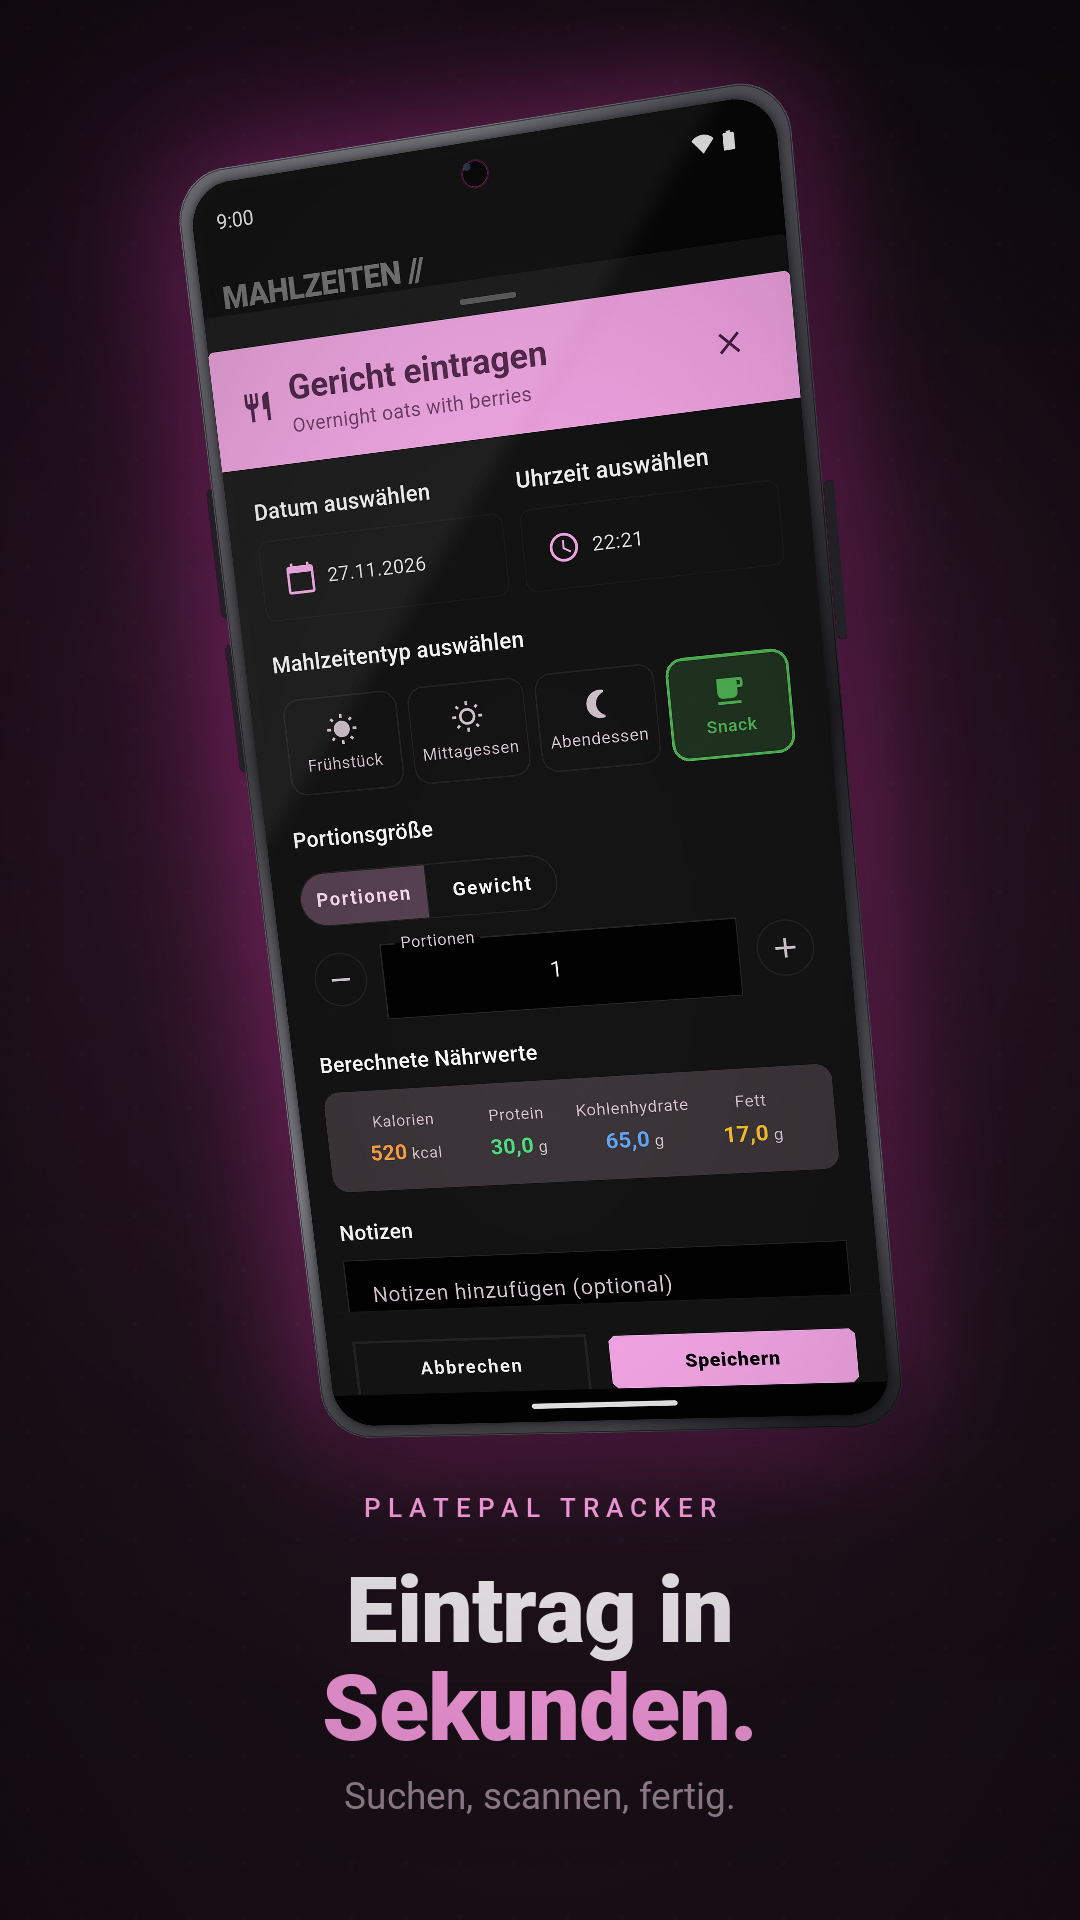 9:00
MAHLZEITEN //
Gericht eintragen
Overnight oats with berries
Datum auswählen
Uhrzeit auswählen
27.11.2026
22:21
Mahlzeitentyp auswählen
Frühstück
Mittagessen
Abendessen
Snack
Portionsgröße
Portionen
Gewicht
Portionen
1
Berechnete Nährwerte
Kalorien
Protein
Kohlenhydrate
Fett
520 kcal
30,0 g
65,0 g
17,0 g
Notizen
Notizen hinzufügen (optional)
Abbrechen
Speichern
PLATEPAL TRACKER
Eintrag in
Sekunden.
Suchen, scannen, fertig.